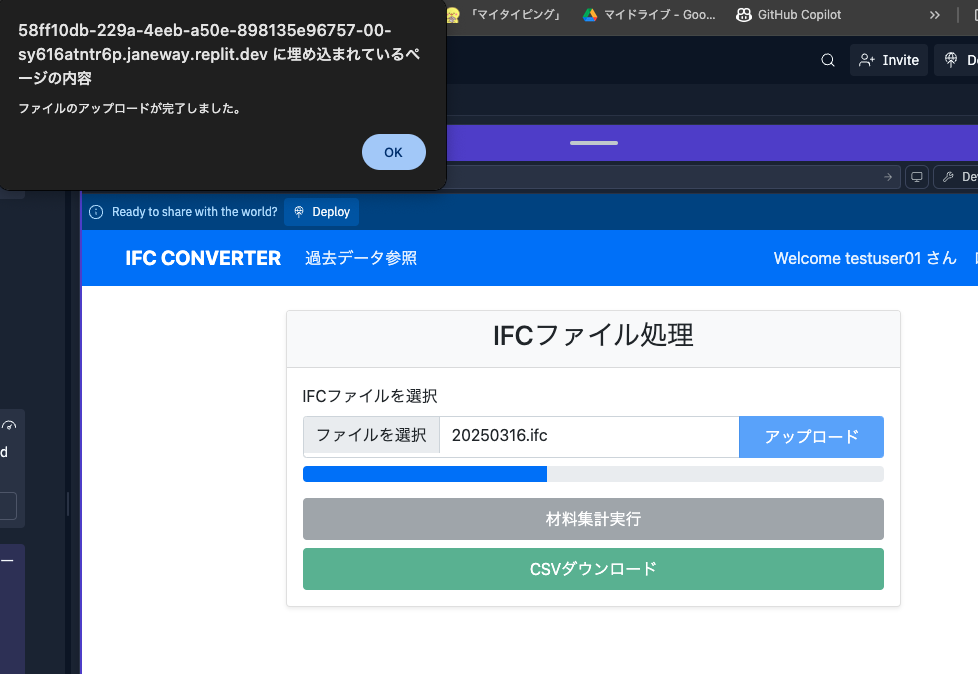 58ff10db-229a-4eeb-a50e-898135e96757-00-
sy616atntr6p.janeway.replit.dev に埋め込まれているペ
ージの内容
ファイルのアップロードが完了しました。
OK
「マイタイピング」
マイドライブ - Goo...
GitHub Copilot
Invite
De
Dev
Ready to share with the world?
Deploy
IFC CONVERTER
過去データ参照
Welcome testuser01 さん
IFCファイル処理
IFCファイルを選択
ファイルを選択
20250316.ifc
アップロード
材料集計実行
CSVダウンロード
d